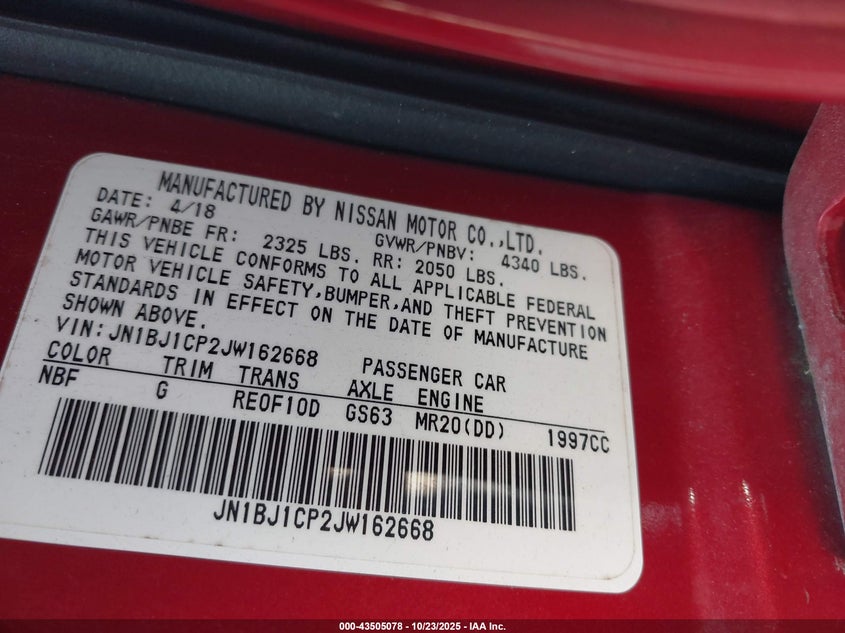 MANUFACTURED BY NISSAN MOTOR CO.,LTD.
DATE: 4/18 GVWR/PNBV: 4340 LBS.
GAWR/PNBE FR: 2325 LBS. RR: 2050 LBS.
THIS VEHICLE CONFORMS TO ALL APPLICABLE FEDERAL
MOTOR VEHICLE SAFETY,BUMPER,AND THEFT PREVENTION
STANDARDS IN EFFECT ON THE DATE OF MANUFACTURE
SHOWN ABOVE.
VIN:JN1BJ1CP2JW162668 PASSENGER CAR
COLOR TRIM TRANS AXLE ENGINE
NBF G RE0F10D GS63 MR20(DD) 1997CC
JN1BJ1CP2JW162668
000-43505078 - 10/23/2025 - IAA Inc.